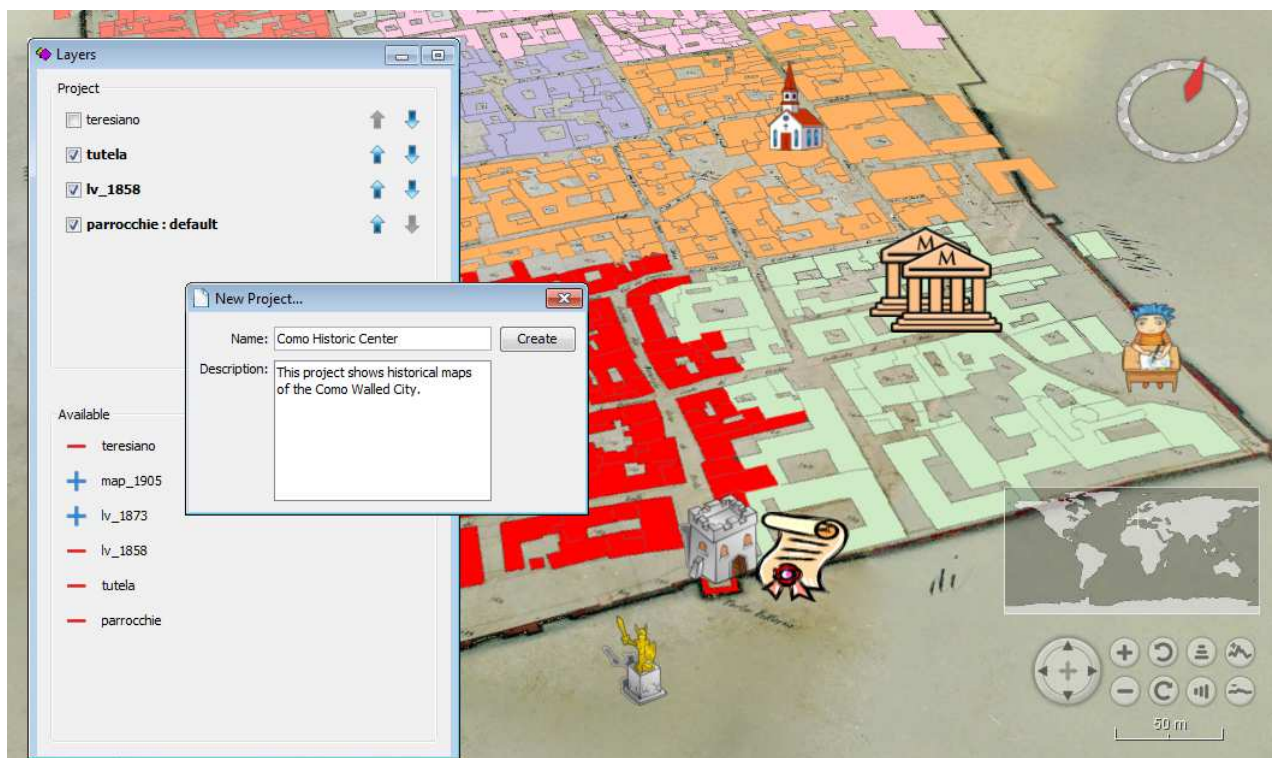 Layers
Project
teresiano
tutela
lv_1858
parrocchie : default
New Project...
Name: Como Historic Center
Create
Description: This project shows historical maps
of the Como Walled City.
Available
teresiano
map_1905
lv_1873
lv_1858
tutela
parrocchie
M
M
50 m